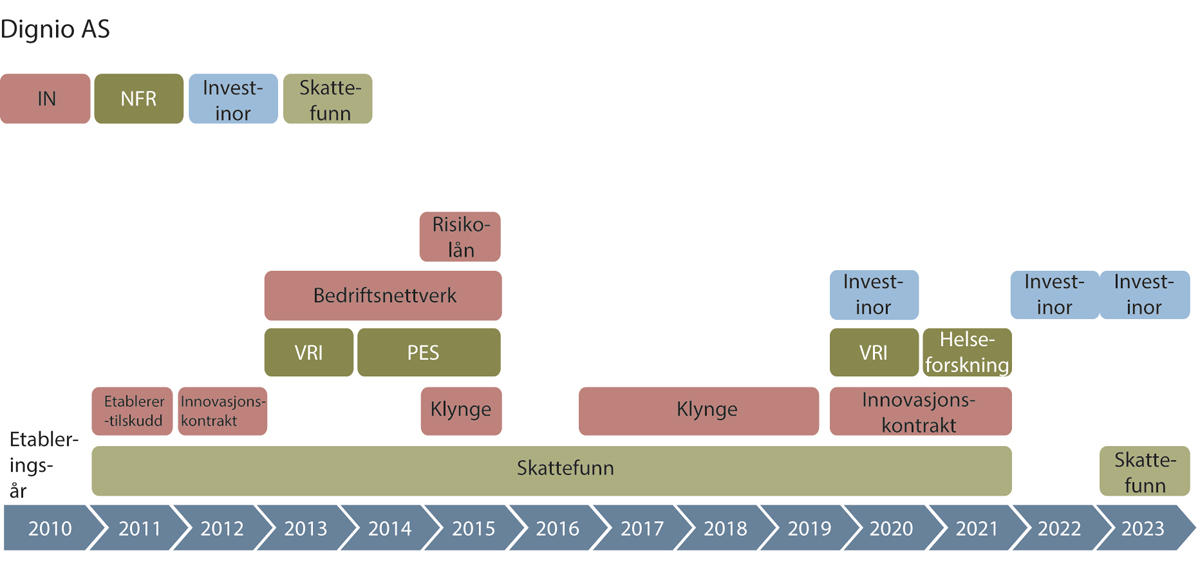 Dignio AS
IN
NFR
Invest-
inor
Skatte-
funn
Risiko-
lån
Bedriftsnettverk
Invest-
inor
Invest-
inor
Invest-
inor
VRI
PES
VRI
Helse-
forskning
Etablerer
-tilskudd
Innovasjons-
kontrakt
Klynge
Klynge
Innovasjons-
kontrakt
Etabler-
ings-
år
Skattefunn
Skatte-
funn
2010
2011
2012
2013
2014
2015
2016
2017
2018
2019
2020
2021
2022
2023